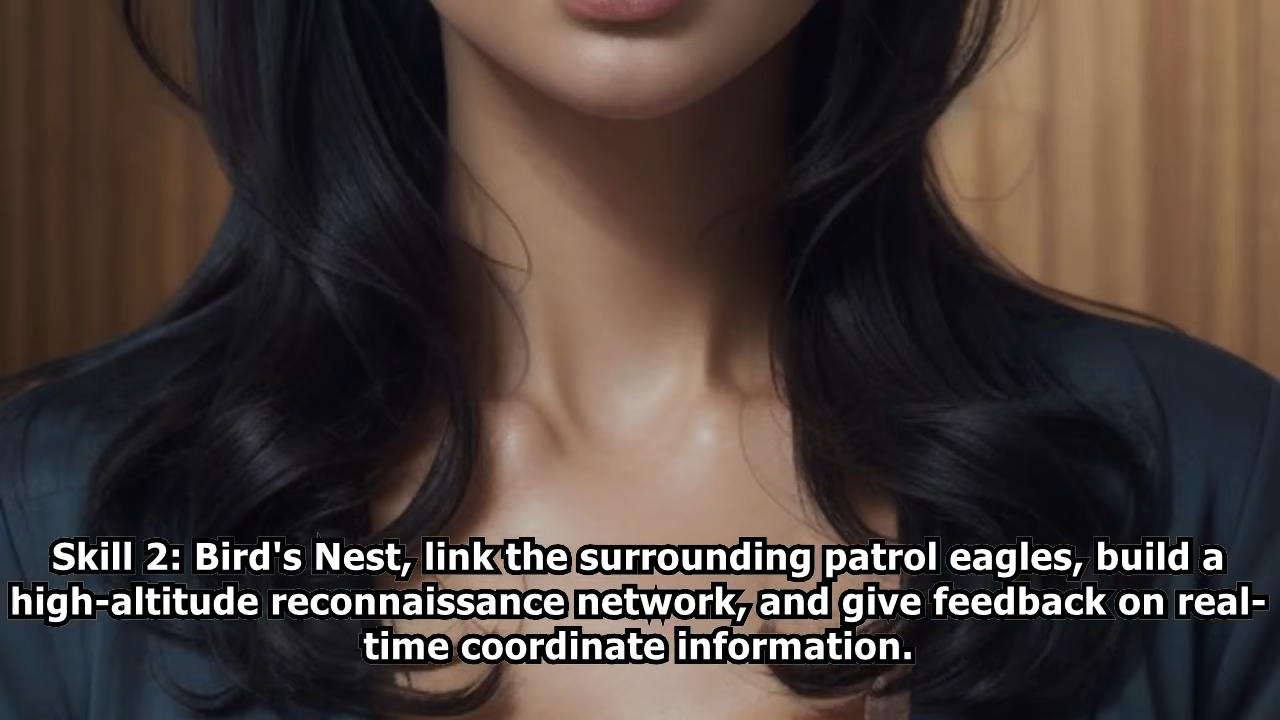 Skill 2: Bird's Nest, link the surrounding patrol eagles, build a
high-altitude reconnaissance network, and give feedback on real-
time coordinate information.